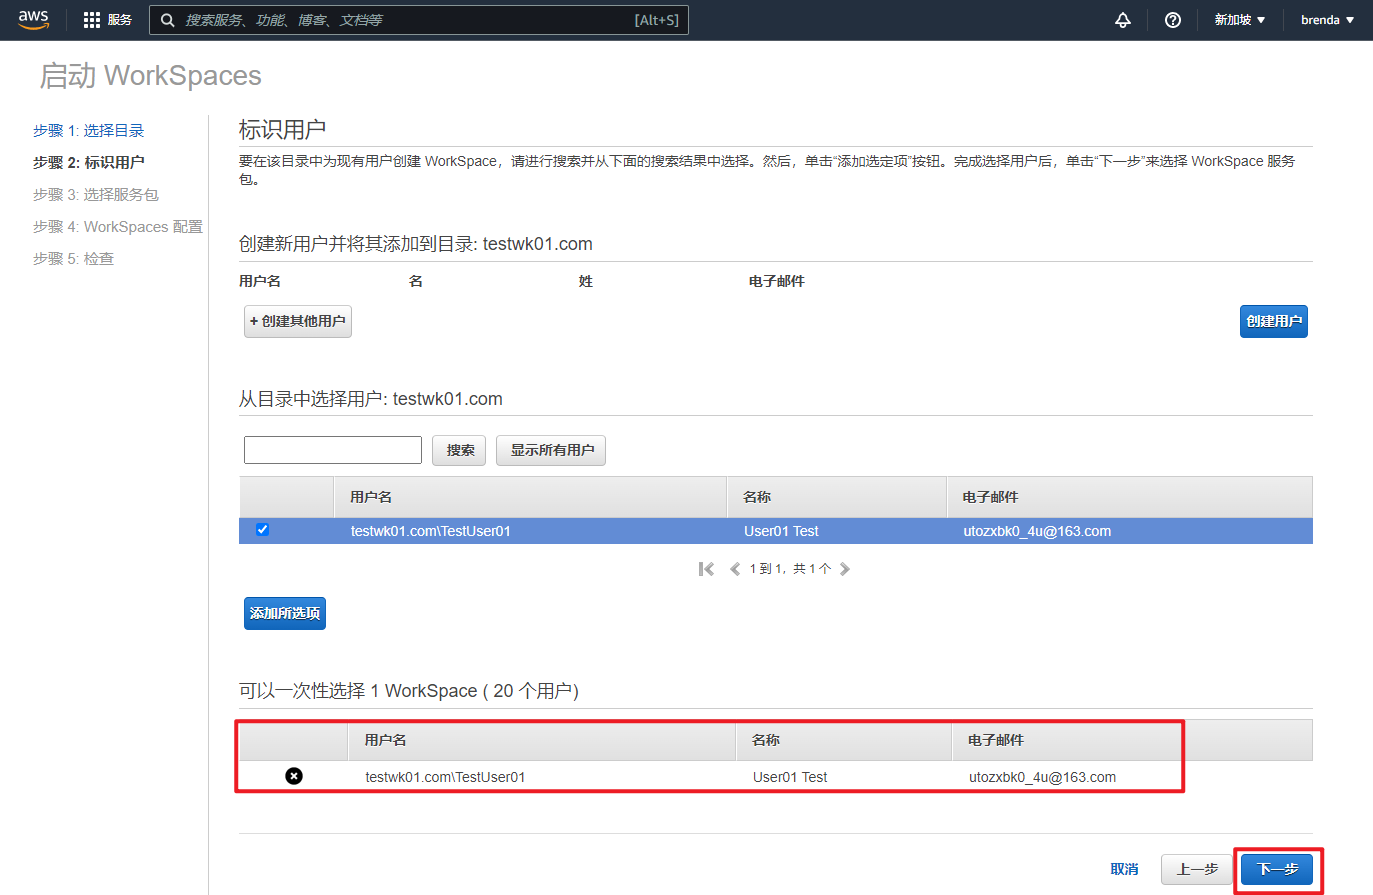 aws 服务 搜索服务、功能、博客、文档等 [Alt+S] 新加坡 ▼ brenda ▼
启动 WorkSpaces
步骤 1: 选择目录
步骤 2: 标识用户
步骤 3: 选择服务包
步骤 4: WorkSpaces 配置
步骤 5: 检查
标识用户
要在该目录中为现有用户创建 WorkSpace，请进行搜索并从下面的搜索结果中选择。然后，单击“添加选定项”按钮。完成选择用户后，单击“下一步”来选择 WorkSpace 服务
包。
创建新用户并将其添加到目录: testwk01.com
用户名 名 姓 电子邮件
+ 创建其他用户 创建用户
从目录中选择用户: testwk01.com
搜索 显示所有用户
用户名 名称 电子邮件
testwk01.com\TestUser01 User01 Test utozxbk0_4u@163.com
1 到 1，共 1 个
添加所选项
可以一次性选择 1 WorkSpace ( 20 个用户)
用户名 名称 电子邮件
testwk01.com\TestUser01 User01 Test utozxbk0_4u@163.com
取消 上一步 下一步